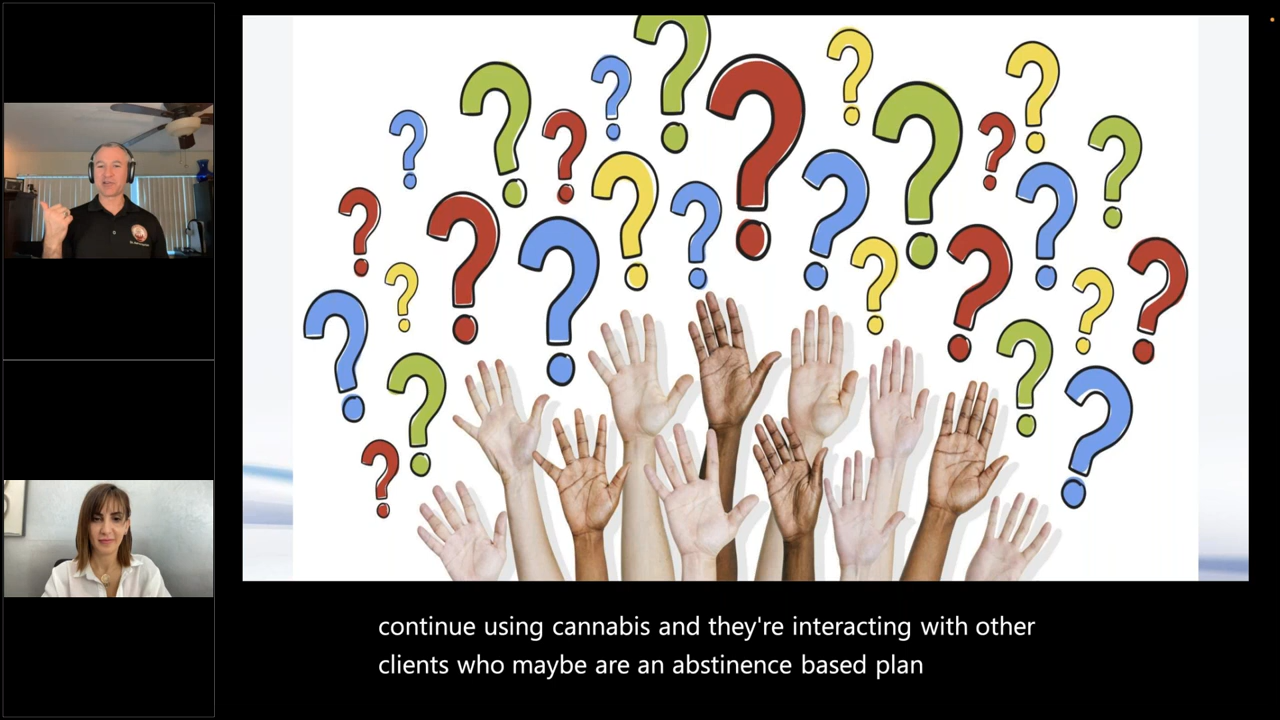 continue using cannabis and they're interacting with other
clients who maybe are an abstinence based plan